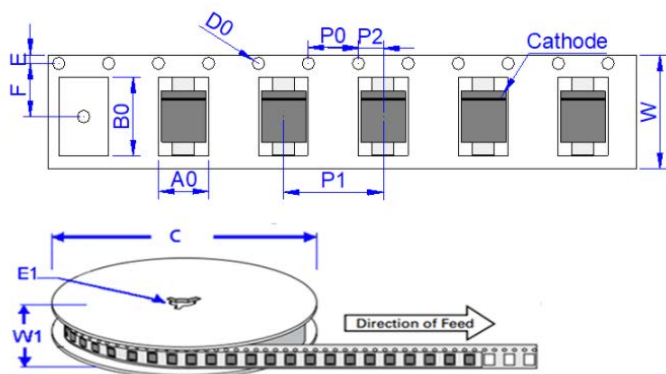 D0
P0
P2
Cathode
E
F
B0
W
A0
P1
C
E1
W1
Direction of Feed